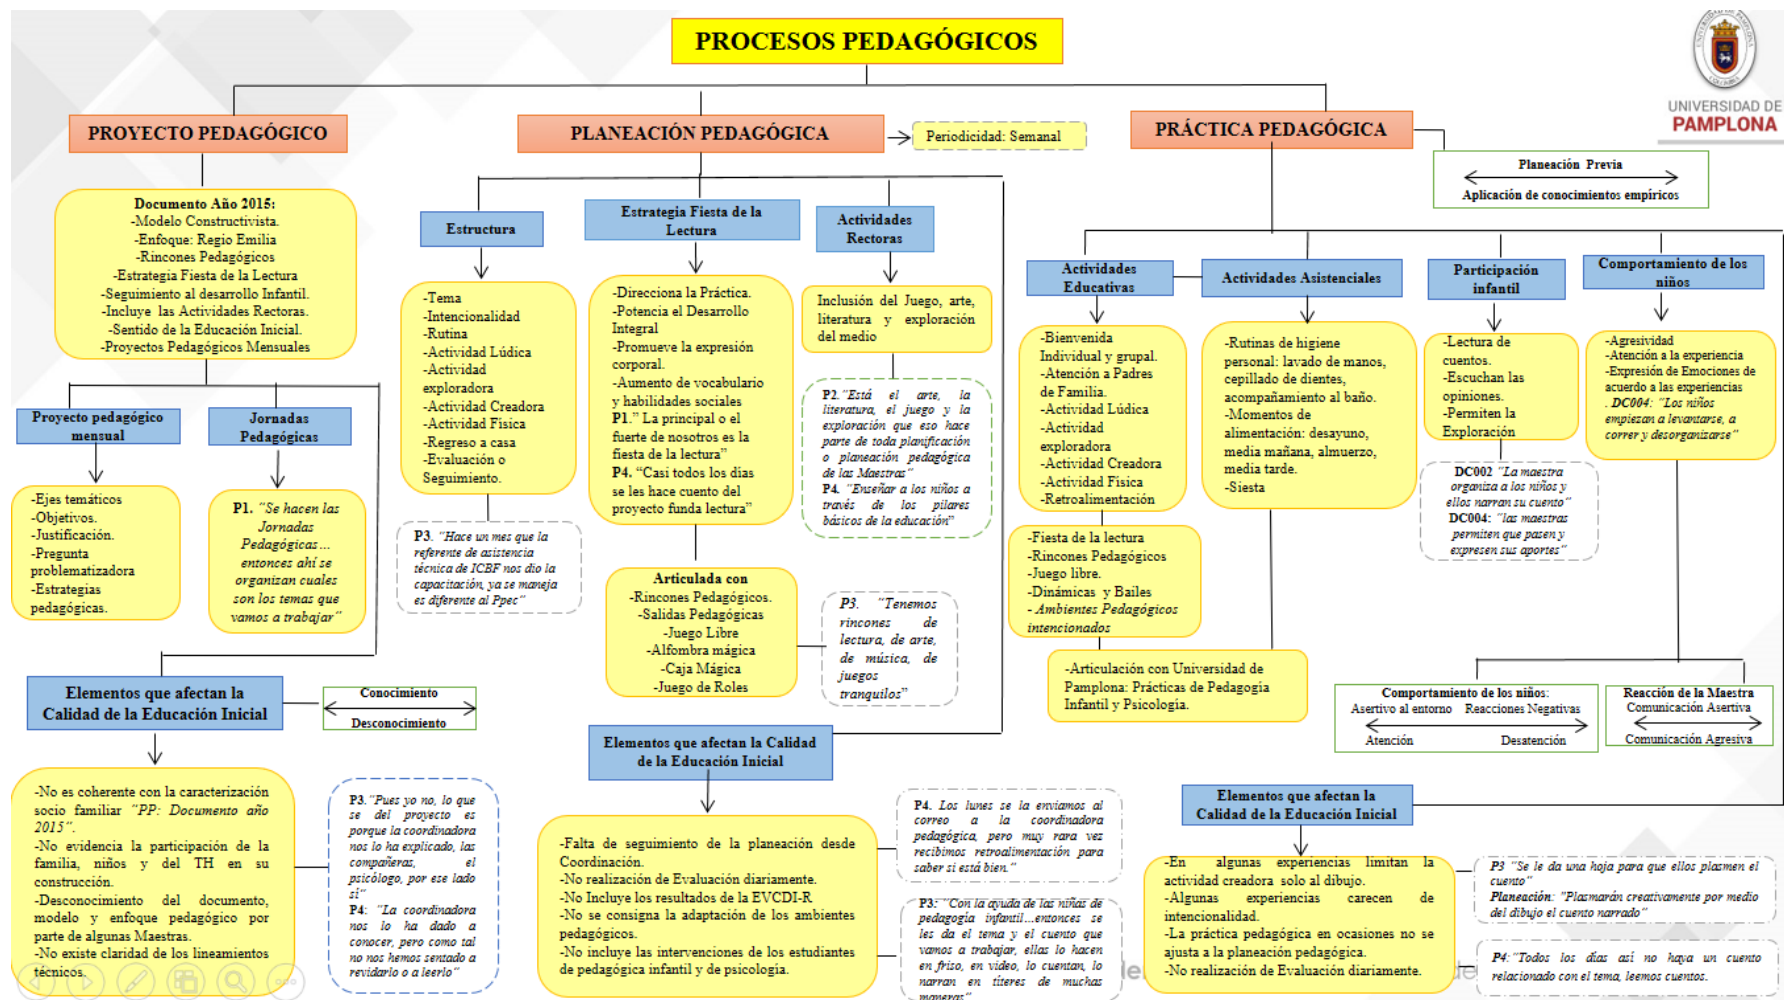 PROCESOS PEDAGÓGICOS
UNIVERSIDAD DE
PAMPLONA
PROYECTO PEDAGÓGICO
Documento Año 2015:
-Modelo Constructivista.
-Enfoque: Regio Emilia
-Rincones Pedagógicos
-Estrategia Fiesta de la Lectura
-Seguimiento al desarrollo Infantil.
-Incluye las Actividades Rectoras.
-Sentido de la Educación Inicial.
-Proyectos Pedagógicos Mensuales
Proyecto pedagógico
mensual
-Ejes temáticos
-Objetivos.
-Justificación.
-Pregunta
problematizadora
-Estrategias
pedagógicas.
Jornadas
Pedagógicas
P1. "Se hacen las
Jornadas
Pedagógicas…
entonces ahí se
organizan cuales
son los temas que
vamos a trabajar"
Elementos que afectan la
Calidad de la Educación Inicial
Conocimiento
Desconocimiento
-No es coherente con la caracterización
socio familiar "PP: Documento año
2015".
-No evidencia la participación de la
familia, niños y del TH en su
construcción.
-Desconocimiento del documento,
modelo y enfoque pedagógico por
parte de algunas Maestras.
-No existe claridad de los lineamientos
técnicos.
P3."Pues yo no, lo que
se del proyecto es
porque la coordinadora
nos lo ha explicado, las
compañeras, el
psicólogo, por ese lado
sí"
P4: "La coordinadora
nos lo ha dado a
conocer, pero como tal
no nos hemos sentado a
revidarlo o a leerlo"
PLANEACIÓN PEDAGÓGICA
Periodicidad: Semanal
Estructura
-Tema
-Intencionalidad
-Rutina
-Actividad Lúdica
-Actividad
exploradora
-Actividad Creadora
-Actividad Física
-Regreso a casa
-Evaluación o
Seguimiento.
P3. "Hace un mes que la
referente de asistencia
técnica de ICBF nos dio la
capacitación, ya se maneja
es diferente al Ppec"
Estrategia Fiesta de la
Lectura
-Direcciona la Práctica.
-Potencia el Desarrollo
Integral
-Promueve la expresión
corporal.
-Aumento de vocabulario
y habilidades sociales
P1." La principal o el
fuerte de nosotros es la
fiesta de la lectura"
P4. "Casi todos los días
se les hace cuento del
proyecto funda lectura"
Articulada con
-Rincones Pedagógicos.
-Salidas Pedagógicas
-Juego Libre
-Alfombra mágica
-Caja Mágica
-Juego de Roles
P3. "Tenemos
rincones de
lectura, de arte,
de música, de
juegos
tranquilos"
Actividades
Rectoras
Inclusión del Juego, arte,
literatura y exploración
del medio
P2."Está el arte, la
literatura, el juego y la
exploración que eso hace
parte de toda planificación
o planeación pedagógica
de las Maestras"
P4. "Enseñar a los niños a
través de los pilares
básicos de la educación"
Elementos que afectan la Calidad
de la Educación Inicial
-Falta de seguimiento de la planeación desde
Coordinación.
-No realización de Evaluación diariamente.
-No Incluye los resultados de la EVCDI-R
-No se consigna la adaptación de los ambientes
pedagógicos.
-No incluye las intervenciones de los estudiantes
de pedagógica infantil y de psicología.
P4. Los lunes se la enviamos al
correo a la coordinadora
pedagógica, pero muy rara vez
recibimos retroalimentación para
saber si está bien."
P3: "Con la ayuda de las niñas de
pedagogía infantil…entonces se
les da el tema y el cuento que
vamos a trabajar, ellas lo hacen
en friso, en video, lo cuentan, lo
narran en títeres de muchas
maneras"
PRÁCTICA PEDAGÓGICA
Planeación Previa
Aplicación de conocimientos empíricos
Actividades
Educativas
-Bienvenida
Individual y grupal.
-Atención a Padres
de Familia.
-Actividad Lúdica
-Actividad
exploradora
-Actividad Creadora
-Actividad Física
-Retroalimentación
-Fiesta de la lectura
-Rincones Pedagógicos
-Juego libre.
-Dinámicas y Bailes
- Ambientes Pedagógicos
intencionados
Actividades Asistenciales
-Rutinas de higiene
personal: lavado de manos,
cepillado de dientes,
acompañamiento al baño.
-Momentos de
alimentación: desayuno,
media mañana, almuerzo,
media tarde.
-Siesta
-Articulación con Universidad de
Pamplona: Prácticas de Pedagogía
Infantil y Psicología.
Participación
infantil
-Lectura de
cuentos.
-Escuchan las
opiniones.
-Permiten la
Exploración
DC002 "La maestra
organiza a los niños y
ellos narran su cuento"
DC004: "las maestras
permiten que pasen y
expresen sus aportes"
Comportamiento de los
niños
-Agresividad
-Atención a la experiencia
-Expresión de Emociones de
acuerdo a las experiencias
. DC004: "Los niños
empiezan a levantarse, a
correr y desorganizarse"
Comportamiento de los niños:
Asertivo al entorno Reacciones Negativas
Atención Desatención
Reacción de la Maestra
Comunicación Asertiva
Comunicación Agresiva
Elementos que afectan la
Calidad de la Educación Inicial
-En algunas experiencias limitan la
actividad creadora solo al dibujo.
-Algunas experiencias carecen de
intencionalidad.
-La práctica pedagógica en ocasiones no se
ajusta a la planeación pedagógica.
-No realización de Evaluación diariamente.
P3 "Se le da una hoja para que ellos plasmen el
cuento"
Planeación: "Plasmarán creativamente por medio
del dibujo el cuento narrado"
P4:"Todos los días así no haya un cuento
relacionado con el tema, leemos cuentos.